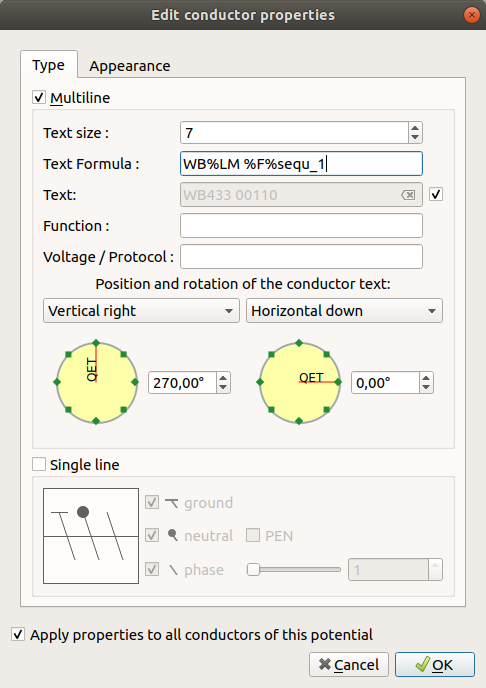 Edit conductor properties
Type Appearance
Multiline
Text size : 7
Text Formula : WB%LM %F%sequ_1
Text: WB433 00110
Function :
Voltage / Protocol :
Position and rotation of the conductor text:
Vertical right Horizontal down
QET 270,00° QET 0,00°
Single line
ground
neutral PEN
phase 1
Apply properties to all conductors of this potential
Cancel OK